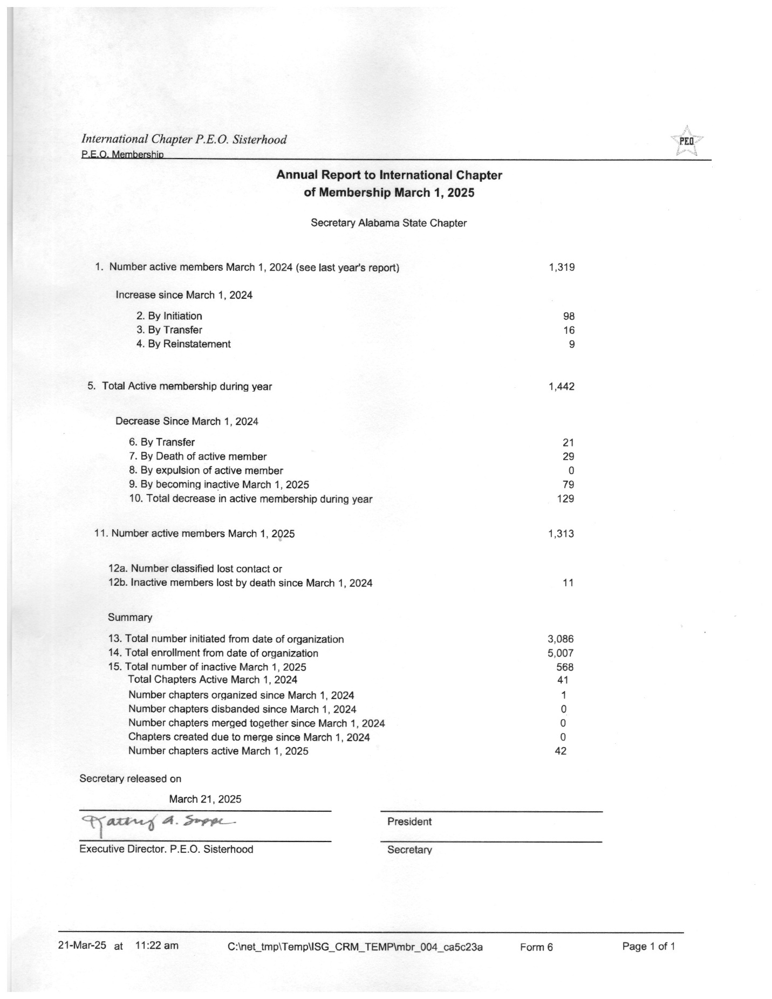 International Chapter P.E.O. Sisterhood
PEO
P.E.O. Membership
Annual Report to International Chapter
of Membership March 1, 2025
Secretary Alabama State Chapter
1. Number active members March 1, 2024 (see last year's report) 1,319
Increase since March 1, 2024
2. By Initiation 98
3. By Transfer 16
4. By Reinstatement 9
5. Total Active membership during year 1,442
Decrease Since March 1, 2024
6. By Transfer 21
7. By Death of active member 29
8. By expulsion of active member 0
9. By becoming inactive March 1, 2025 79
10. Total decrease in active membership during year 129
11. Number active members March 1, 2025 1,313
12a. Number classified lost contact or
12b. Inactive members lost by death since March 1, 2024 11
Summary
13. Total number initiated from date of organization 3,086
14. Total enrollment from date of organization 5,007
15. Total number of inactive March 1, 2025 568
Total Chapters Active March 1, 2024 41
Number chapters organized since March 1, 2024 1
Number chapters disbanded since March 1, 2024 0
Number chapters merged together since March 1, 2024 0
Chapters created due to merge since March 1, 2024 0
Number chapters active March 1, 2025 42
Secretary released on
March 21, 2025
A.
President
Executive Director. P.E.O. Sisterhood Secretary
21-Mar-25 at 11:22 am C:\net_tmp\Temp\ISG_CRM_TEMP\mbr_004_ca5c23a Form 6 Page 1 of 1